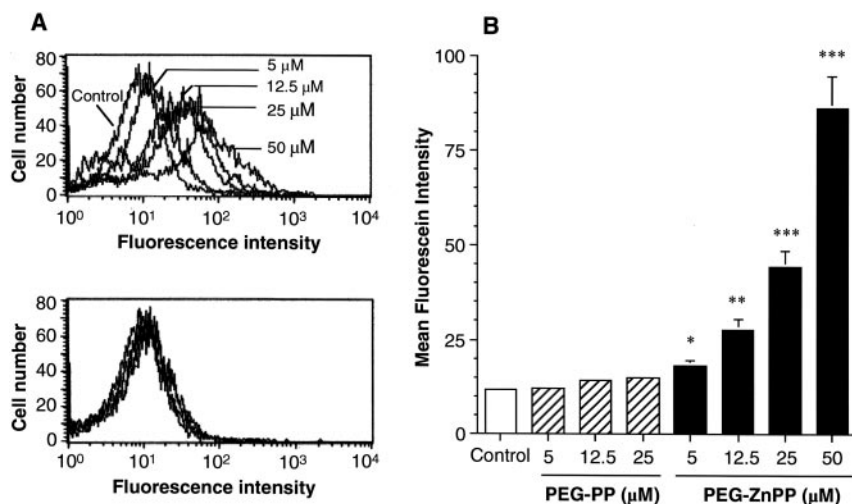 A
80
60
40
20
0
Cell number
Control
5 μM
12.5 μM
25 μM
50 μM
10⁰ 10¹ 10² 10³ 10⁴
Fluorescence intensity
80
60
40
20
0
Cell number
10⁰ 10¹ 10² 10³ 10⁴
Fluorescence intensity
B
100
75
50
25
0
Mean Fluorescein Intensity
*
**
***
***
Control 5 12.5 25 5 12.5 25 50
PEG-PP (μM) PEG-ZnPP (μM)